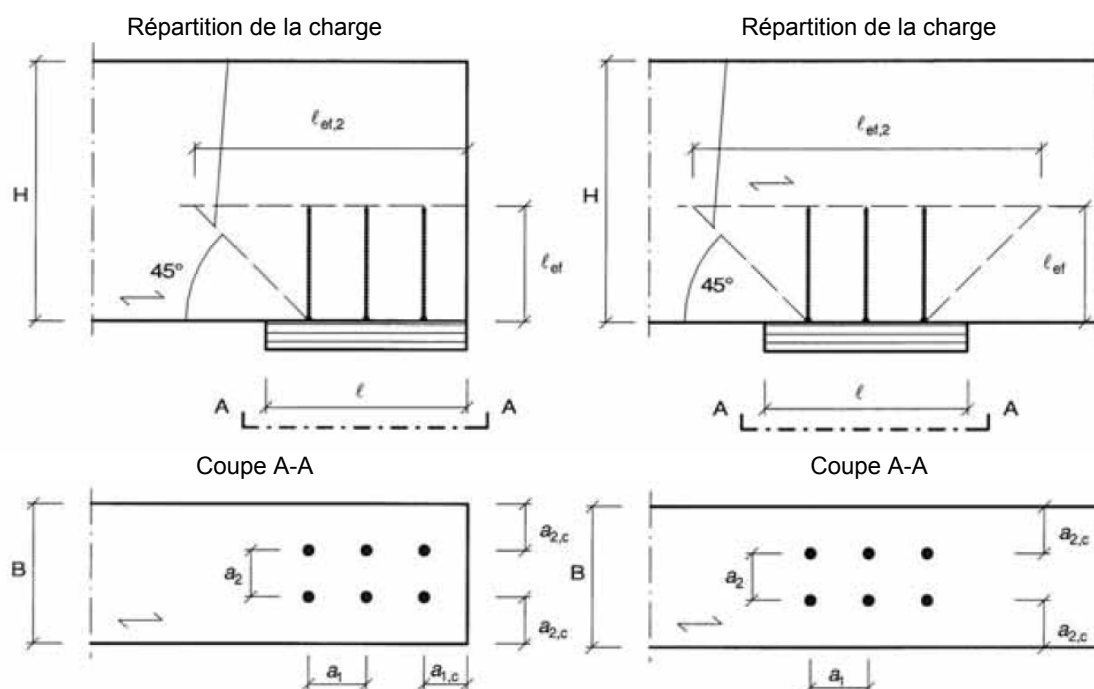 Répartition de la charge
Répartition de la charge
ℓef,2
ℓef,2
H
H
45°
ℓef
45°
ℓef
ℓ
ℓ
A
A
A
A
Coupe A-A
Coupe A-A
a2,c
a2,c
B
a2
B
a2
a2,c
a2,c
a1
a1,c
a1